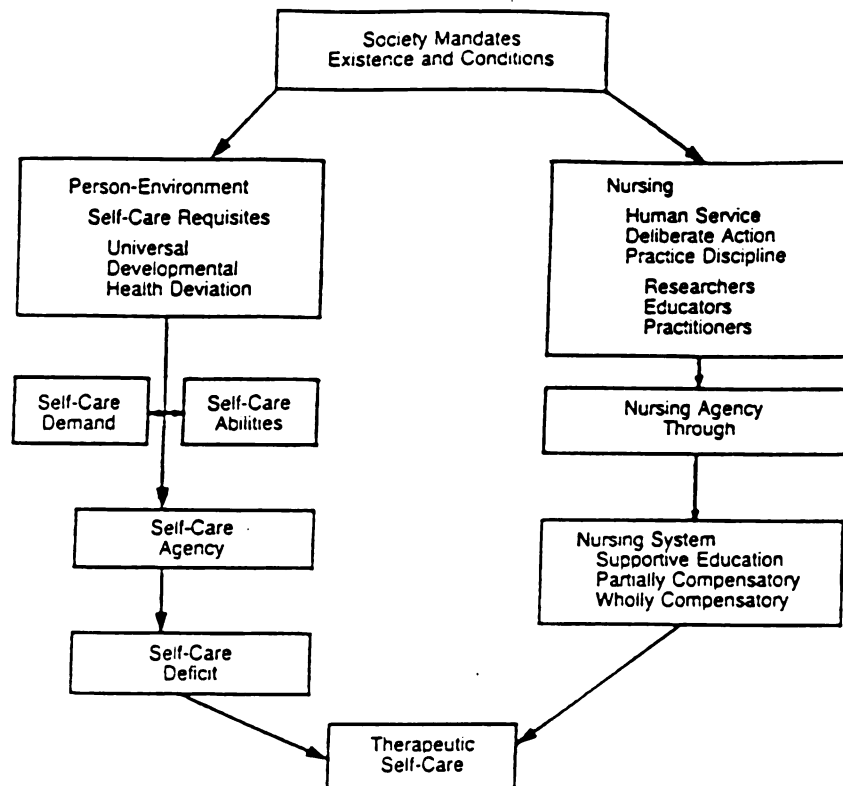 Society Mandates
Existence and Conditions
Person-Environment
Self-Care Requisites
Universal
Developmental
Health Deviation
Nursing
Human Service
Deliberate Action
Practice Discipline
Researchers
Educators
Practitioners
Self-Care
Demand
Self-Care
Abilities
Nursing Agency
Through
Self-Care
Agency
Nursing System
Supportive Education
Partially Compensatory
Wholly Compensatory
Self-Care
Deficit
Therapeutic
Self-Care